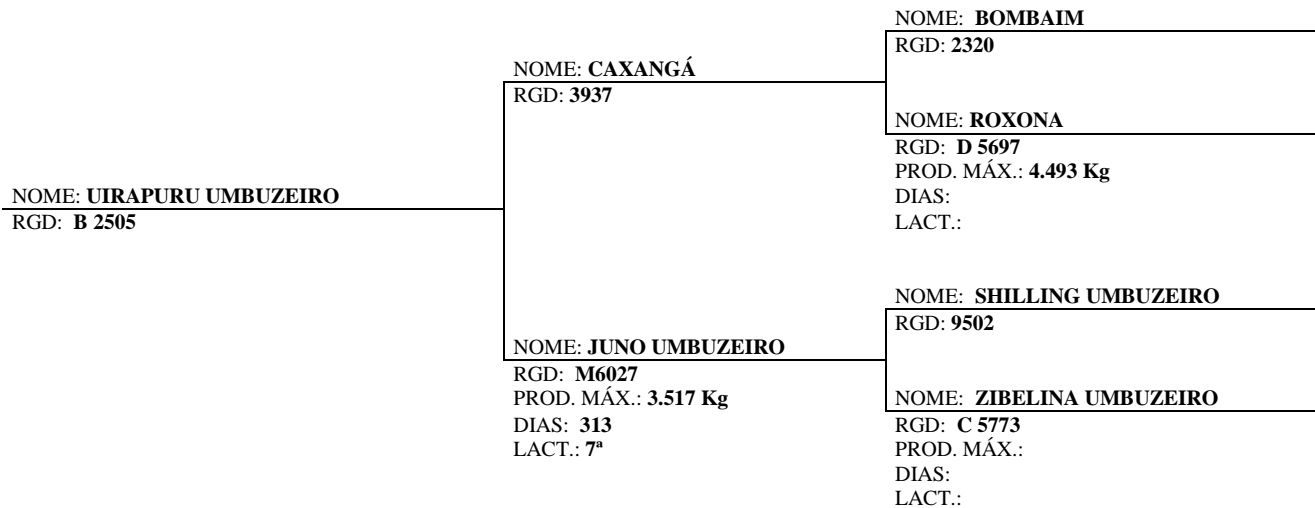 NOME: BOMBAIM
RGD: 2320
NOME: CAXANGÁ
RGD: 3937
NOME: ROXONA
RGD: D 5697
PROD. MÁX.: 4.493 Kg
DIAS:
LACT.:
NOME: UIRAPURU UMBUZEIRO
RGD: B 2505
NOME: SHILLING UMBUZEIRO
RGD: 9502
NOME: JUNO UMBUZEIRO
RGD: M6027
PROD. MÁX.: 3.517 Kg
DIAS: 313
LACT.: 7ª
NOME: ZIBELINA UMBUZEIRO
RGD: C 5773
PROD. MÁX.:
DIAS:
LACT.: